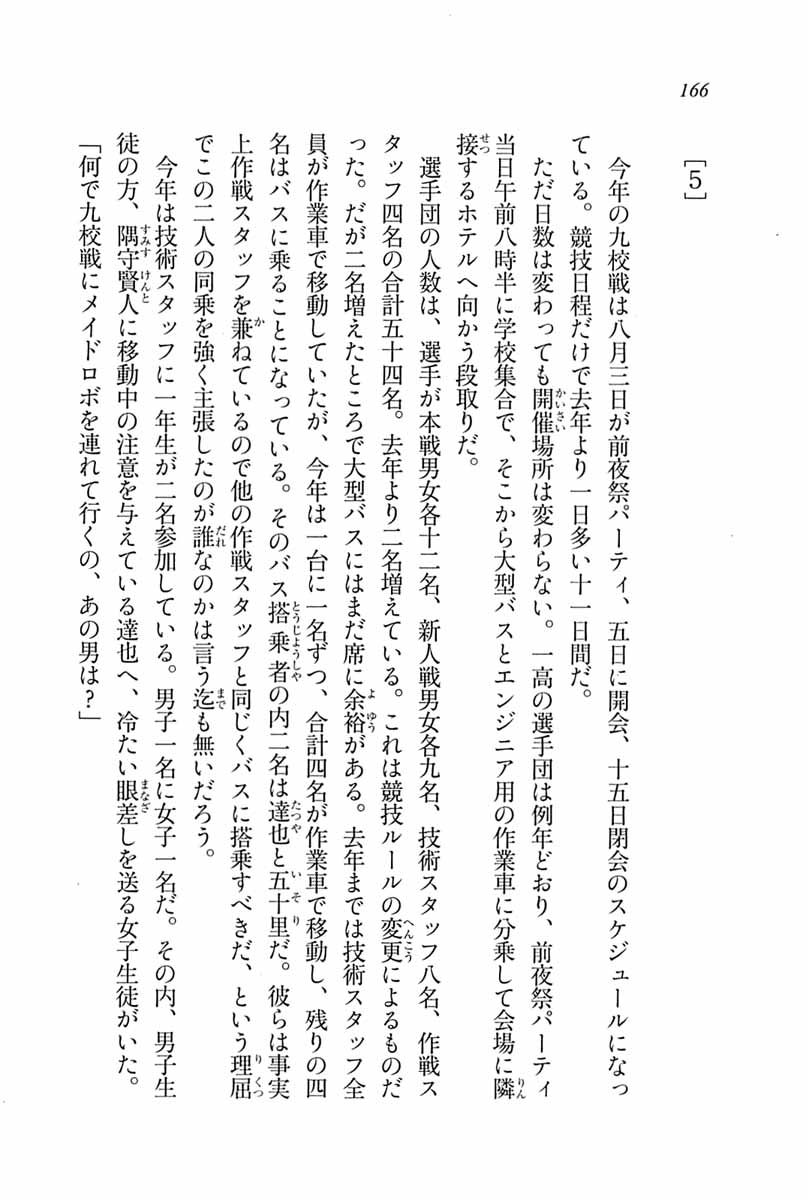 166
[5]
今年の九校戦は八月三日が前夜祭パーティ、五日に開会、十五日閉会のスケジュールになっ
ている。競技日程だけで去年より一日多い十一日間だ。
ただ日数は変わっても開催場所は変わらない。一高の選手団は例年どおり、前夜祭パーティ
当日午前八時半に学校集合で、そこから大型バスとエンジニア用の作業車に分乗して会場に隣
接するホテルへ向かう段取りだ。
選手団の人数は、選手が本戦男女各十二名、新人戦男女各九名、技術スタッフ八名、作戦ス
タッフ四名の合計五十四名。去年より二名増えている。これは競技ルールの変更によるものだ
った。だが二名増えたところで大型バスにはまだ席に余裕がある。去年までは技術スタッフ全
員が作業車で移動していたが、今年は一台に一名ずつ、合計四名が作業車で移動し、残りの四
名はバスに乗ることになっている。そのバス搭乗者の内二名は達也と五十里だ。彼らは事実
上作戦スタッフを兼ねているので他の作戦スタッフと同じくバスに搭乗すべきだ、という理屈
でこの二人の同乗を強く主張したのが誰なのかは言う迄も無いだろう。
今年は技術スタッフに一年生が二名参加している。男子一名に女子一名だ。その内、男子生
徒の方、隅守賢人に移動中の注意を与えている達也へ、冷たい眼差しを送る女子生徒がいた。
「何で九校戦にメイドロボを連れて行くの、あの男は？」